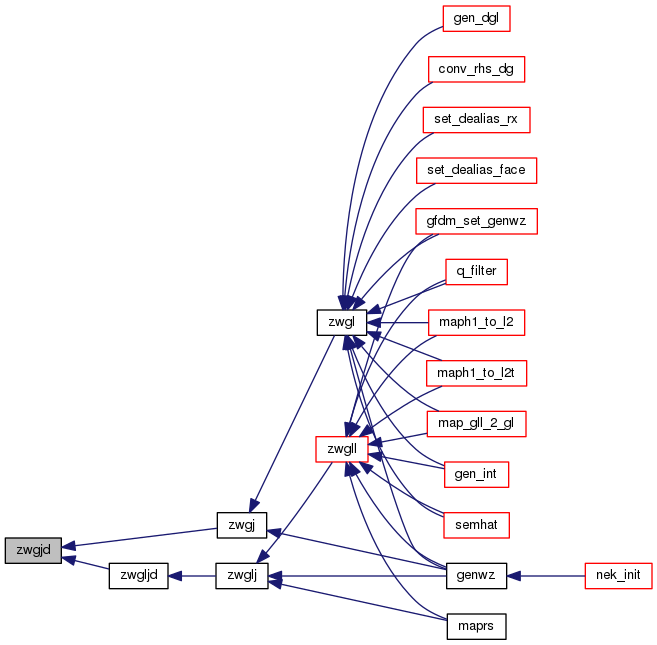 gen_dgl
conv_rhs_dg
set_dealias_rx
set_dealias_face
gfdm_set_genwz
q_filter
maph1_to_l2
zwgl
maph1_to_l2t
map_gll_2_gl
zwgll
gen_int
semhat
zwgj
zwgjd
zwgljd
zwglj
genwz
nek_init
maprs